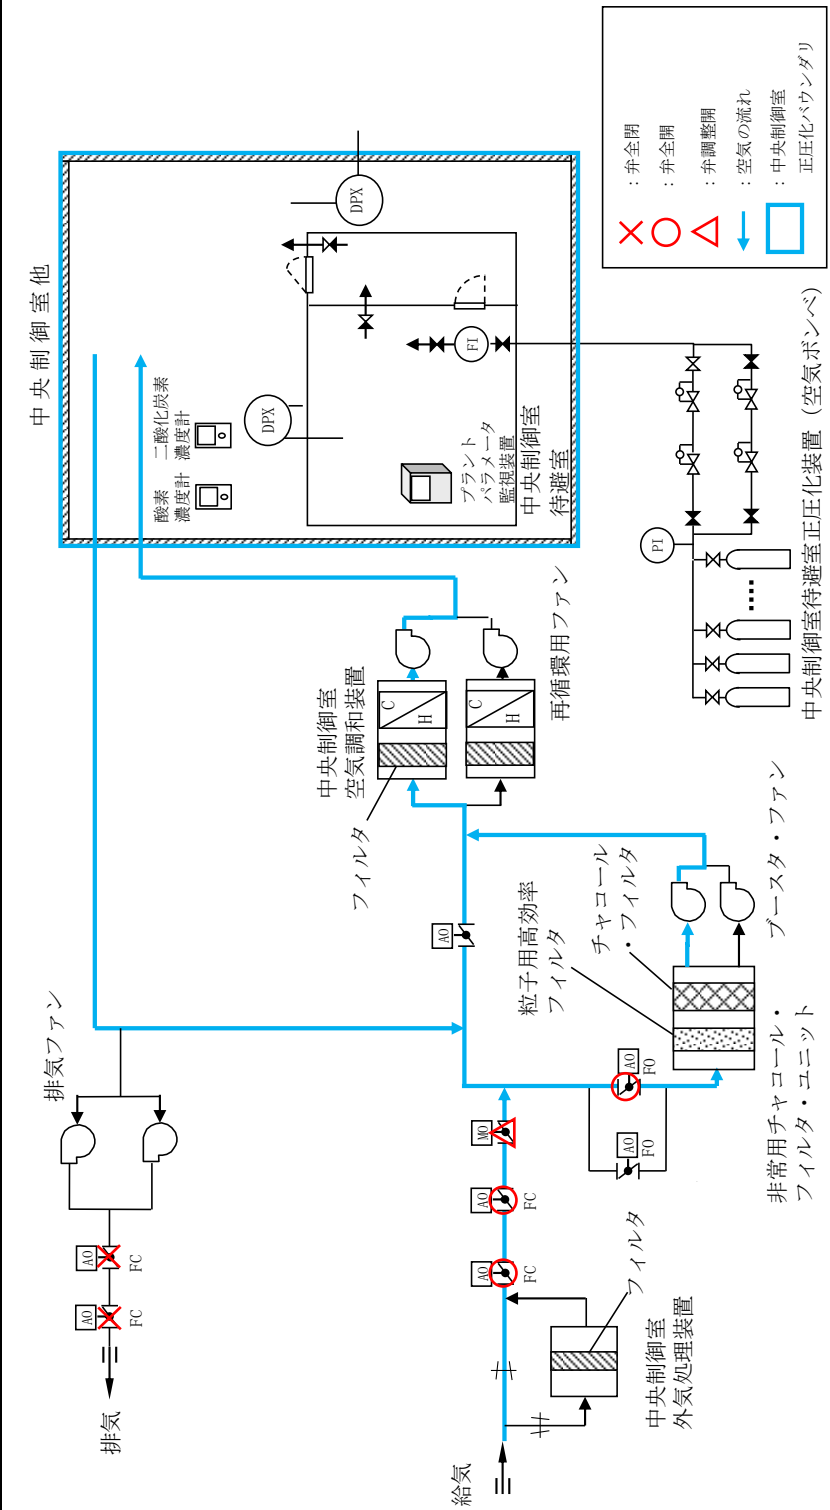 中央制御室他
酸素
濃度計
二酸化炭素
濃度計
DPX
DPX
FI
プラント
パラメータ
監視装置
中央制御室
待避室
PI
中央制御室待避室正圧化装置（空気ボンベ）
：弁全閉
：弁全開
：弁調整開
：空気の流れ
：中央制御室
正圧化バウンダリ
排気
排気ファン
AO
FC
AO
FC
中央制御室
空気調和装置
フィルタ
C
H
C
H
再循環用ファン
AO
給気
中央制御室
外気処理装置
フィルタ
AO
FC
AO
FC
MO
AO
FO
AO
FO
粒子用高効率
フィルタ
チャコール
・フィルタ
ブースタ・ファン
非常用チャコール・
フィルタ・ユニット